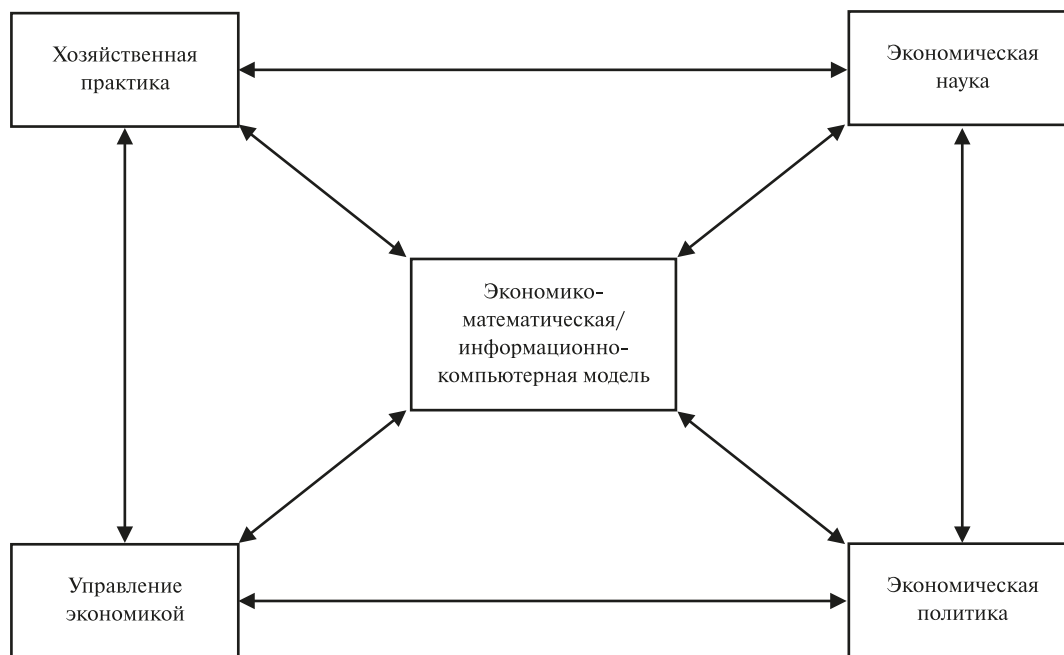 Хозяйственная
практика
Экономическая
наука
Экономико-
математическая/
информационно-
компьютерная модель
Управление
экономикой
Экономическая
политика